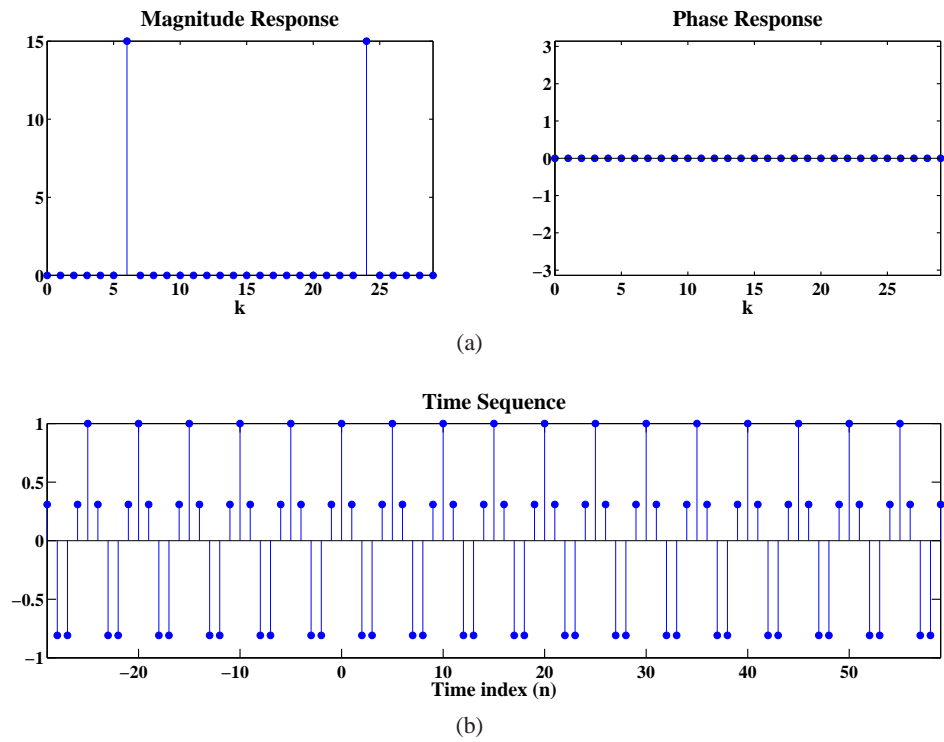 Magnitude Response
15
10
5
0
0 5 10 15 20 25
k
Phase Response
3
2
1
0
−1
−2
−3
0 5 10 15 20 25
k
(a)
Time Sequence
1
0.5
0
−0.5
−1
−20 −10 0 10 20 30 40 50
Time index (n)
(b)